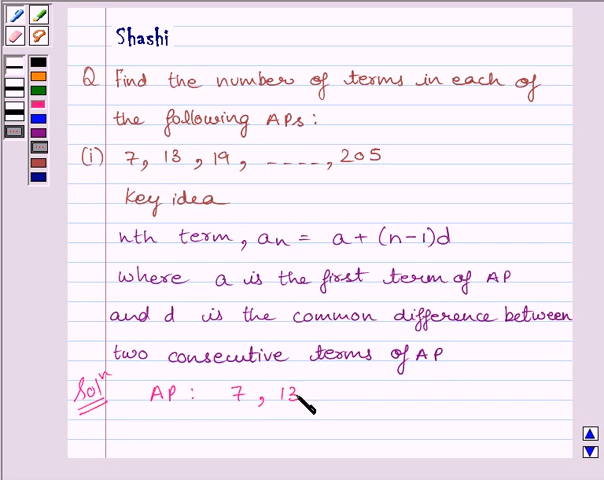 Shashi
Q Find the number of terms in each of
the following APs:
(i) 7, 13, 19, -----, 205
Key idea
nth term, an = a + (n-1)d
where a is the first term of AP
and d is the common difference between
two consecutive terms of AP
Solⁿ AP: 7, 13